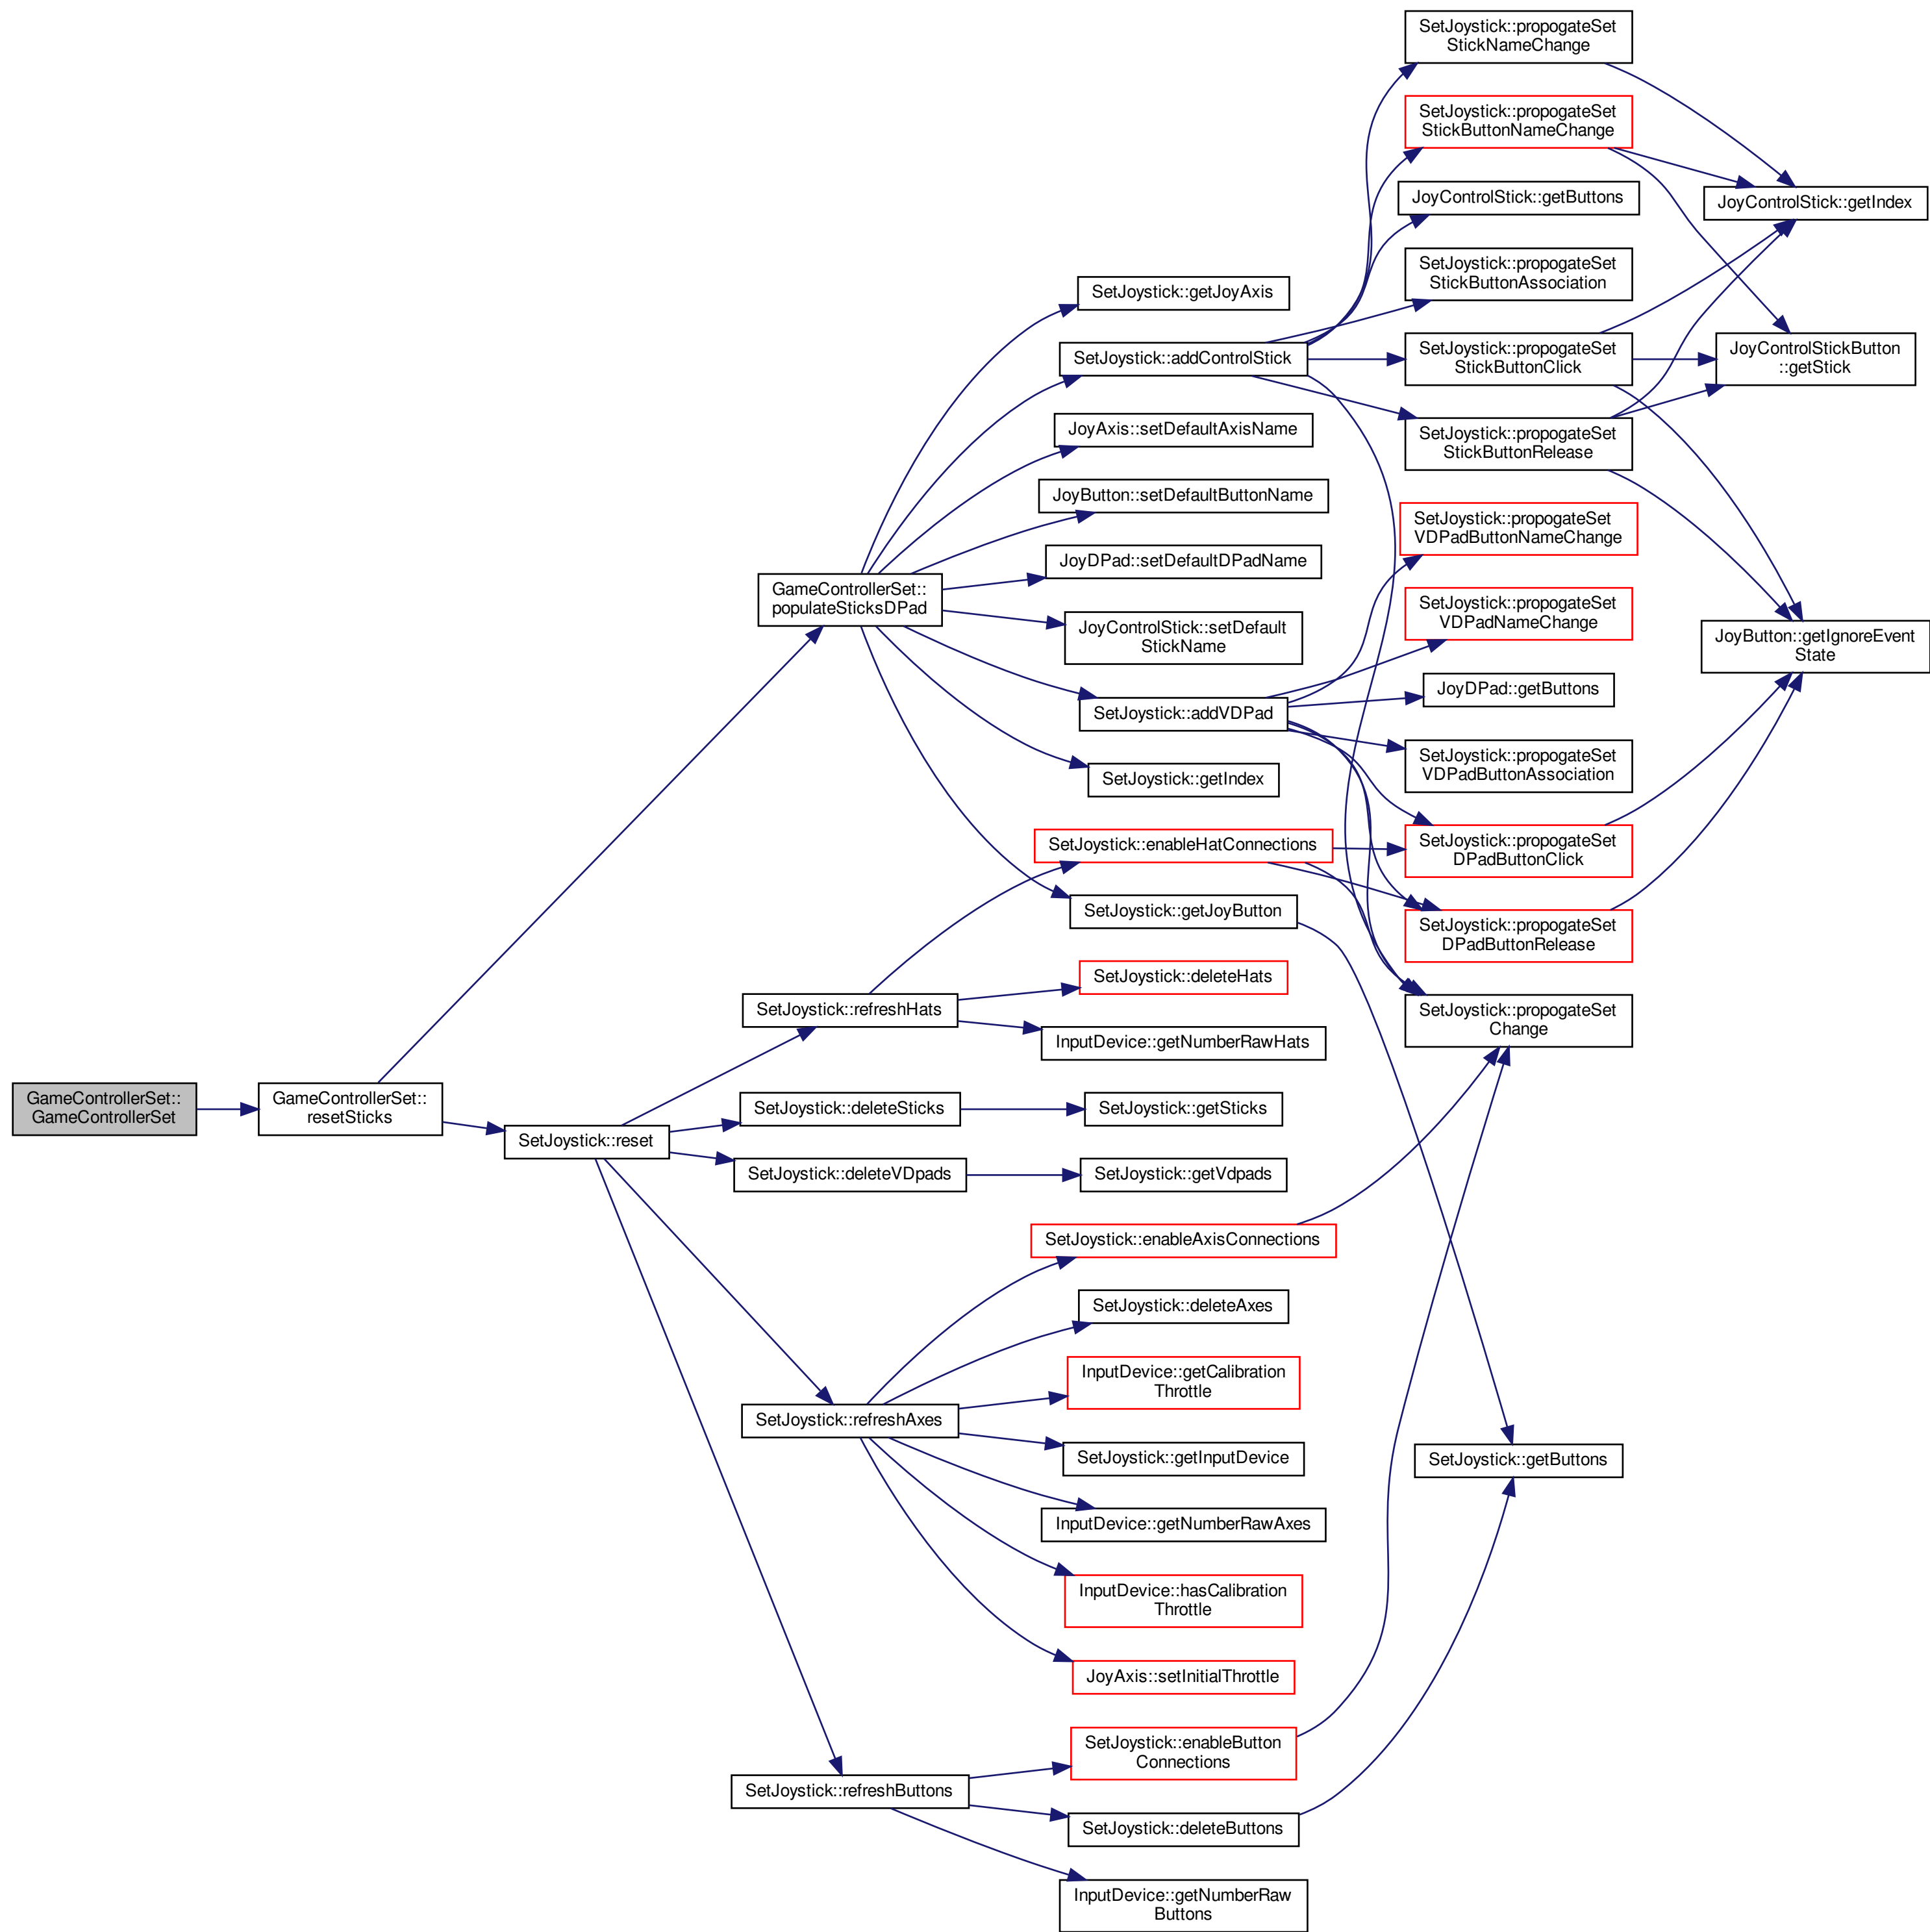 SetJoystick::propogateSet
StickNameChange
SetJoystick::propogateSet
StickButtonNameChange
JoyControlStick::getButtons
JoyControlStick::getIndex
SetJoystick::propogateSet
StickButtonAssociation
SetJoystick::getJoyAxis
SetJoystick::addControlStick
SetJoystick::propogateSet
StickButtonClick
JoyControlStickButton
::getStick
JoyAxis::setDefaultAxisName
SetJoystick::propogateSet
StickButtonRelease
JoyButton::setDefaultButtonName
SetJoystick::propogateSet
VDPadButtonNameChange
JoyDPad::setDefaultDPadName
GameControllerSet::
populateSticksDPad
SetJoystick::propogateSet
VDPadNameChange
JoyControlStick::setDefault
StickName
JoyButton::getIgnoreEvent
State
JoyDPad::getButtons
SetJoystick::addVDPad
SetJoystick::propogateSet
VDPadButtonAssociation
SetJoystick::getIndex
SetJoystick::enableHatConnections
SetJoystick::propogateSet
DPadButtonClick
SetJoystick::getJoyButton
SetJoystick::propogateSet
DPadButtonRelease
SetJoystick::deleteHats
SetJoystick::refreshHats
SetJoystick::propogateSet
Change
InputDevice::getNumberRawHats
GameControllerSet::
GameControllerSet
GameControllerSet::
resetSticks
SetJoystick::deleteSticks
SetJoystick::getSticks
SetJoystick::reset
SetJoystick::deleteVDpads
SetJoystick::getVdpads
SetJoystick::enableAxisConnections
SetJoystick::deleteAxes
InputDevice::getCalibration
Throttle
SetJoystick::refreshAxes
SetJoystick::getInputDevice
SetJoystick::getButtons
InputDevice::getNumberRawAxes
InputDevice::hasCalibration
Throttle
JoyAxis::setInitialThrottle
SetJoystick::enableButton
Connections
SetJoystick::refreshButtons
SetJoystick::deleteButtons
InputDevice::getNumberRaw
Buttons